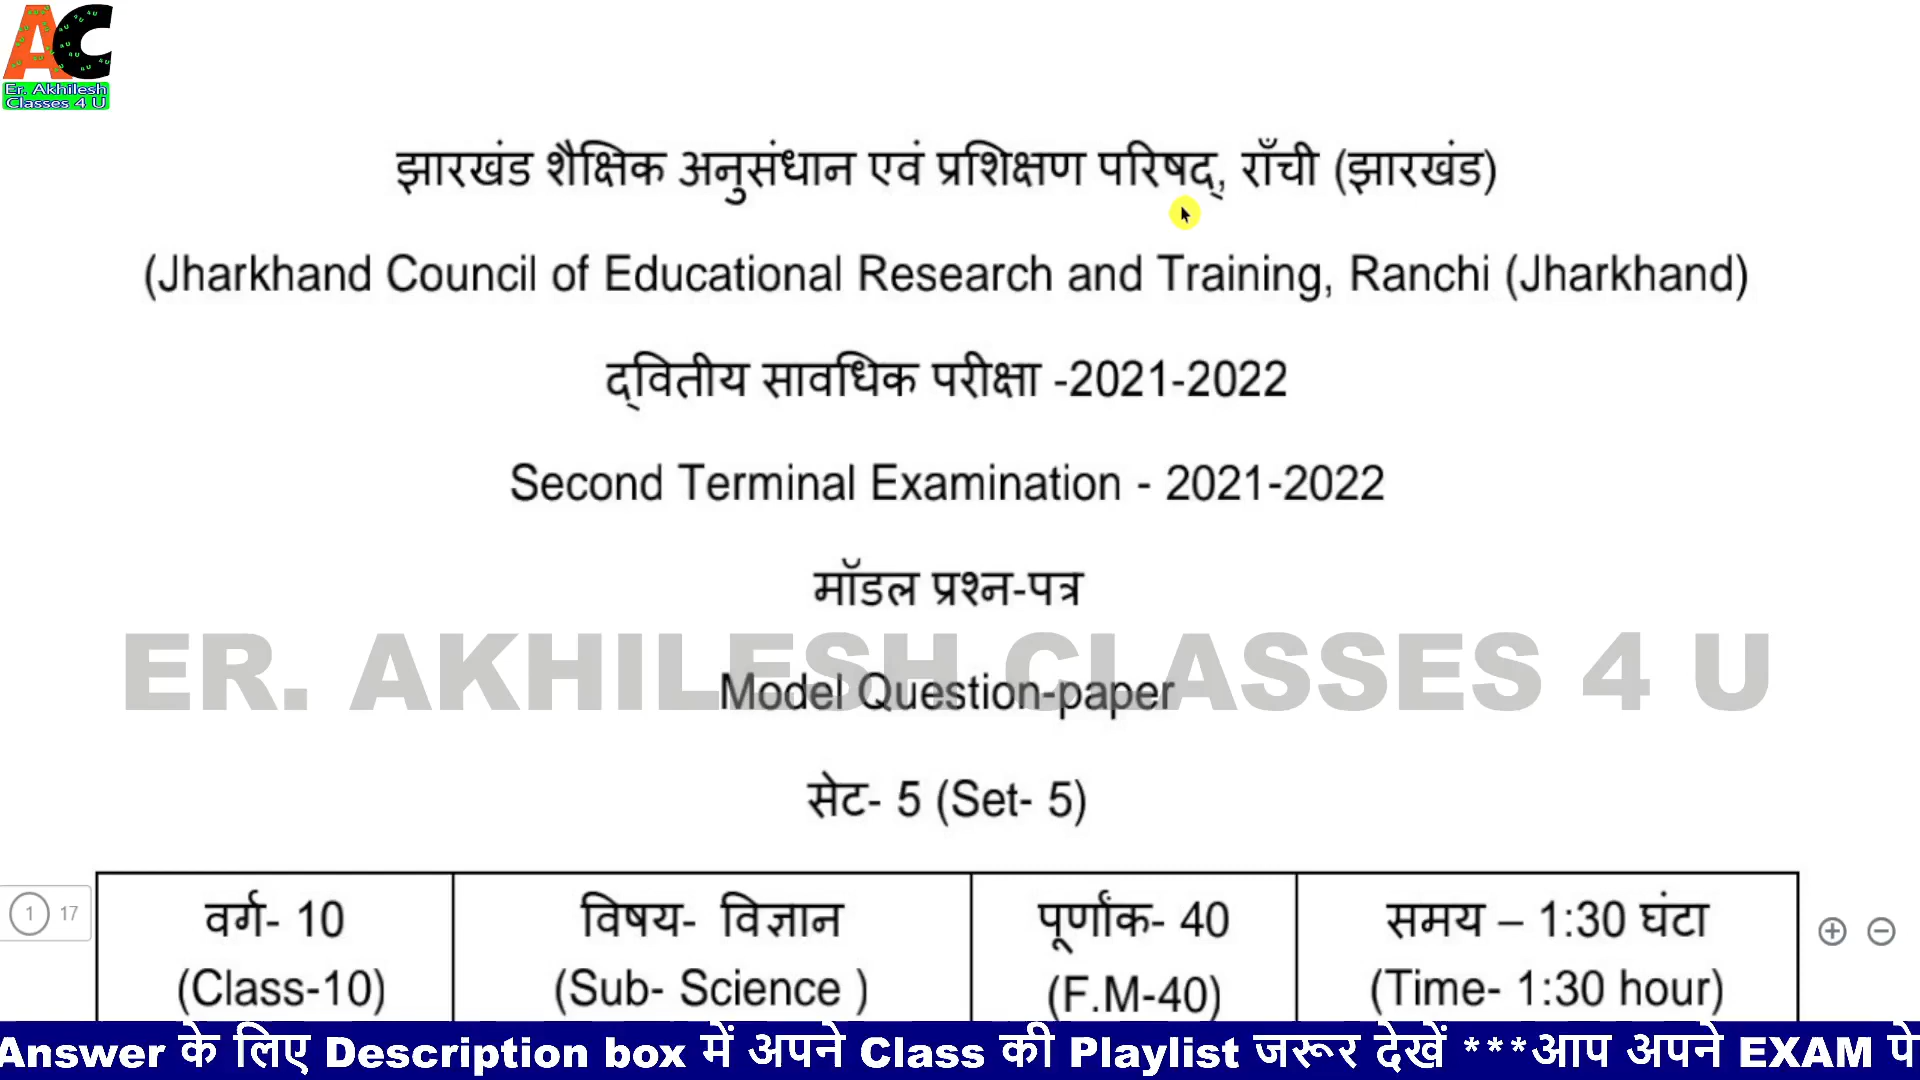 AC
Er. Akhilesh
Classes 4 U
झारखंड शैक्षिक अनुसंधान एवं प्रशिक्षण परिषद्, राँची (झारखंड)
(Jharkhand Council of Educational Research and Training, Ranchi (Jharkhand)
द्वितीय सावधिक परीक्षा -2021-2022
Second Terminal Examination - 2021-2022
मॉडल प्रश्न-पत्र
ER. AKHILESH CLASSES 4 U
Model Question-paper
सेट- 5 (Set- 5)
1 17
वर्ग- 10 विषय- विज्ञान पूर्णांक- 40 समय – 1:30 घंटा
(Class-10) (Sub- Science ) (F.M-40) (Time- 1:30 hour)
Answer के लिए Description box में अपने Class की Playlist जरूर देखें ***आप अपने EXAM पे